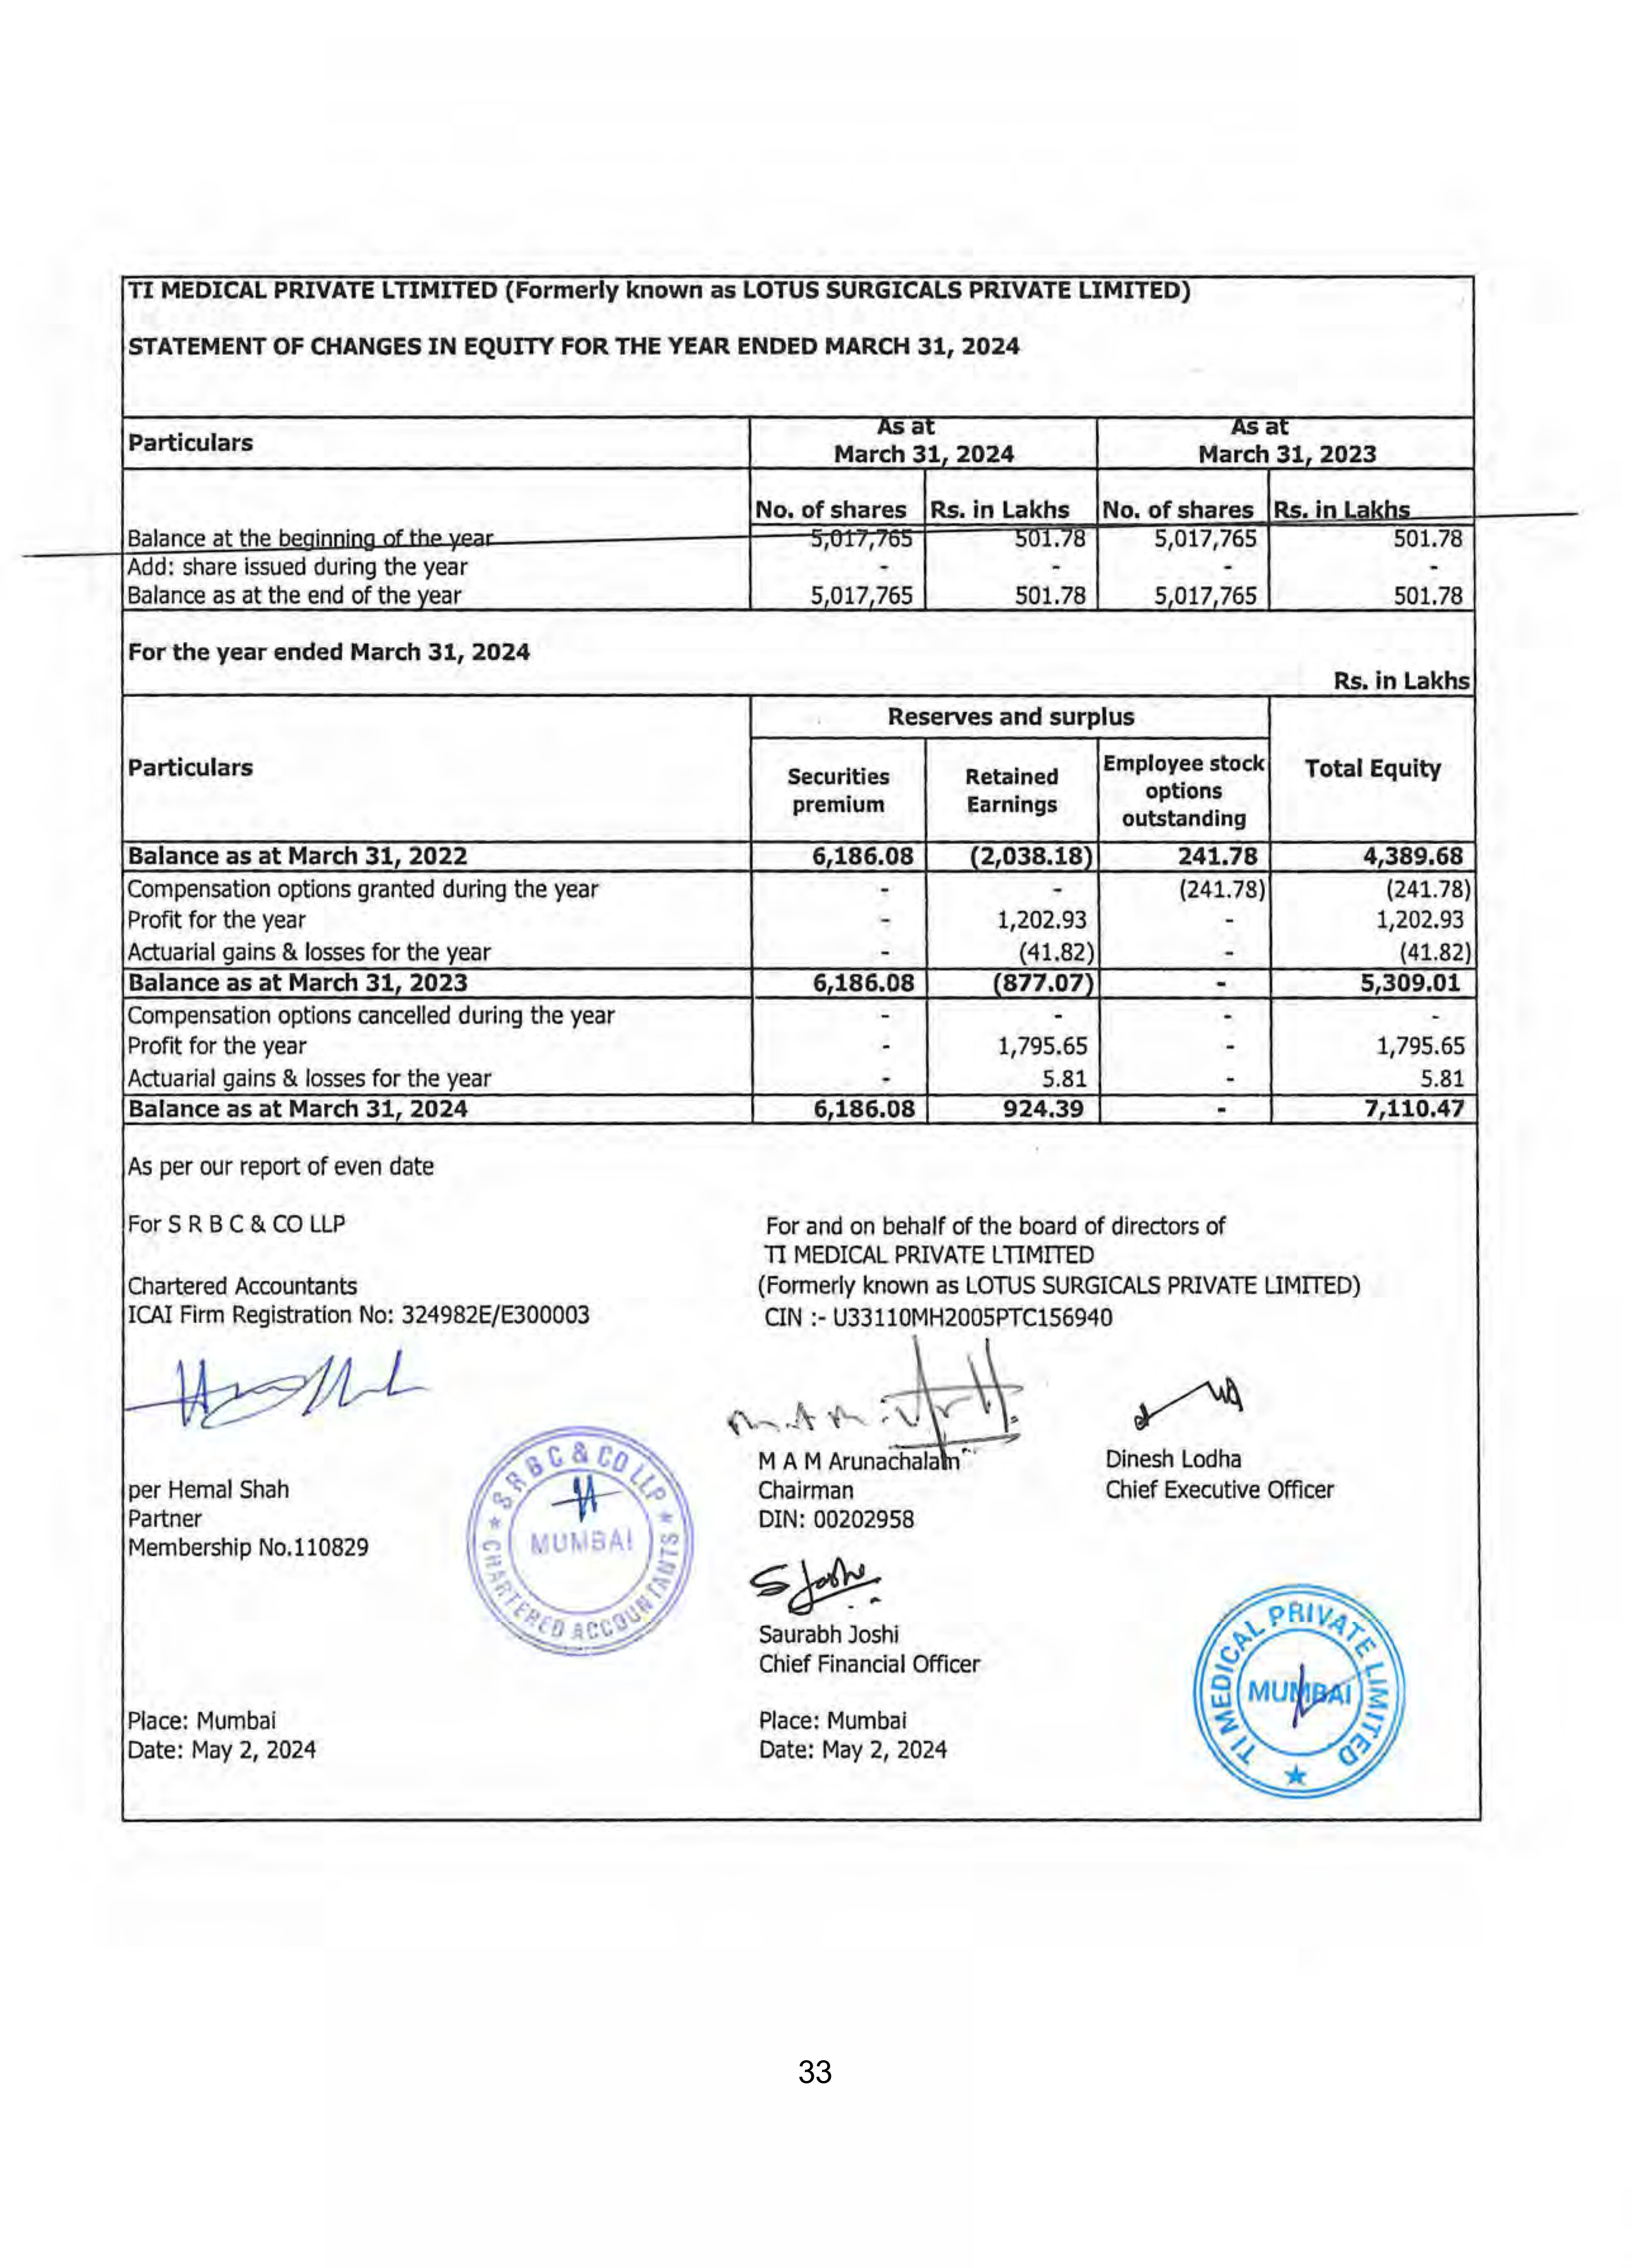 TI MEDICAL PRIVATE LTIMITED (Formerly known as LOTUS SURGICALS PRIVATE LIMITED)
STATEMENT OF CHANGES IN EQUITY FOR THE YEAR ENDED MARCH 31, 2024
Particulars As at March 31, 2024 As at March 31, 2023
No. of shares Rs. in Lakhs No. of shares Rs. in Lakhs
Balance at the beginning of the year 5,017,765 501.78 5,017,765 501.78
Add: share issued during the year - - - -
Balance as at the end of the year 5,017,765 501.78 5,017,765 501.78
For the year ended March 31, 2024
Rs. in Lakhs
Particulars Reserves and surplus Total Equity
Securities premium Retained Earnings Employee stock options outstanding
Balance as at March 31, 2022 6,186.08 (2,038.18) 241.78 4,389.68
Compensation options granted during the year - - (241.78) (241.78)
Profit for the year - 1,202.93 - 1,202.93
Actuarial gains & losses for the year - (41.82) - (41.82)
Balance as at March 31, 2023 6,186.08 (877.07) - 5,309.01
Compensation options cancelled during the year - - - -
Profit for the year - 1,795.65 - 1,795.65
Actuarial gains & losses for the year - 5.81 - 5.81
Balance as at March 31, 2024 6,186.08 924.39 - 7,110.47
As per our report of even date
For S R B C & CO LLP
Chartered Accountants
ICAI Firm Registration No: 324982E/E300003
per Hemal Shah
Partner
Membership No.110829
S R B C & CO LLP
MUMBAI
CHARTERED ACCOUNTANTS
Place: Mumbai
Date: May 2, 2024
For and on behalf of the board of directors of
TI MEDICAL PRIVATE LTIMITED
(Formerly known as LOTUS SURGICALS PRIVATE LIMITED)
CIN :- U33110MH2005PTC156940
M A M Arunachalam
Chairman
DIN: 00202958
Dinesh Lodha
Chief Executive Officer
S Joshi
Saurabh Joshi
Chief Financial Officer
Place: Mumbai
Date: May 2, 2024
TI MEDICAL PRIVATE LIMITED
MUMBAI
33